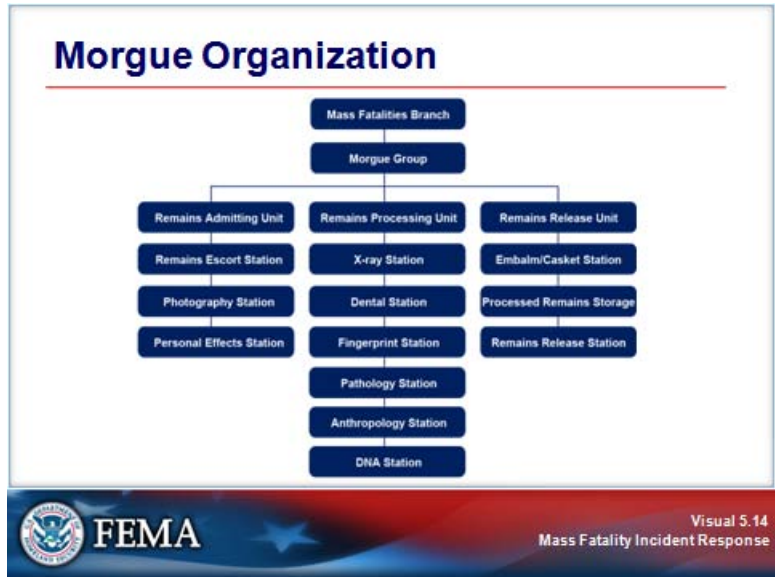 Morgue Organization
Mass Fatalities Branch
Morgue Group
Remains Admitting Unit
Remains Escort Station
Photography Station
Personal Effects Station
Remains Processing Unit
X-ray Station
Dental Station
Fingerprint Station
Pathology Station
Anthropology Station
DNA Station
Remains Release Unit
Embalm/Casket Station
Processed Remains Storage
Remains Release Station
FEMA
Visual 5.14
Mass Fatality Incident Response